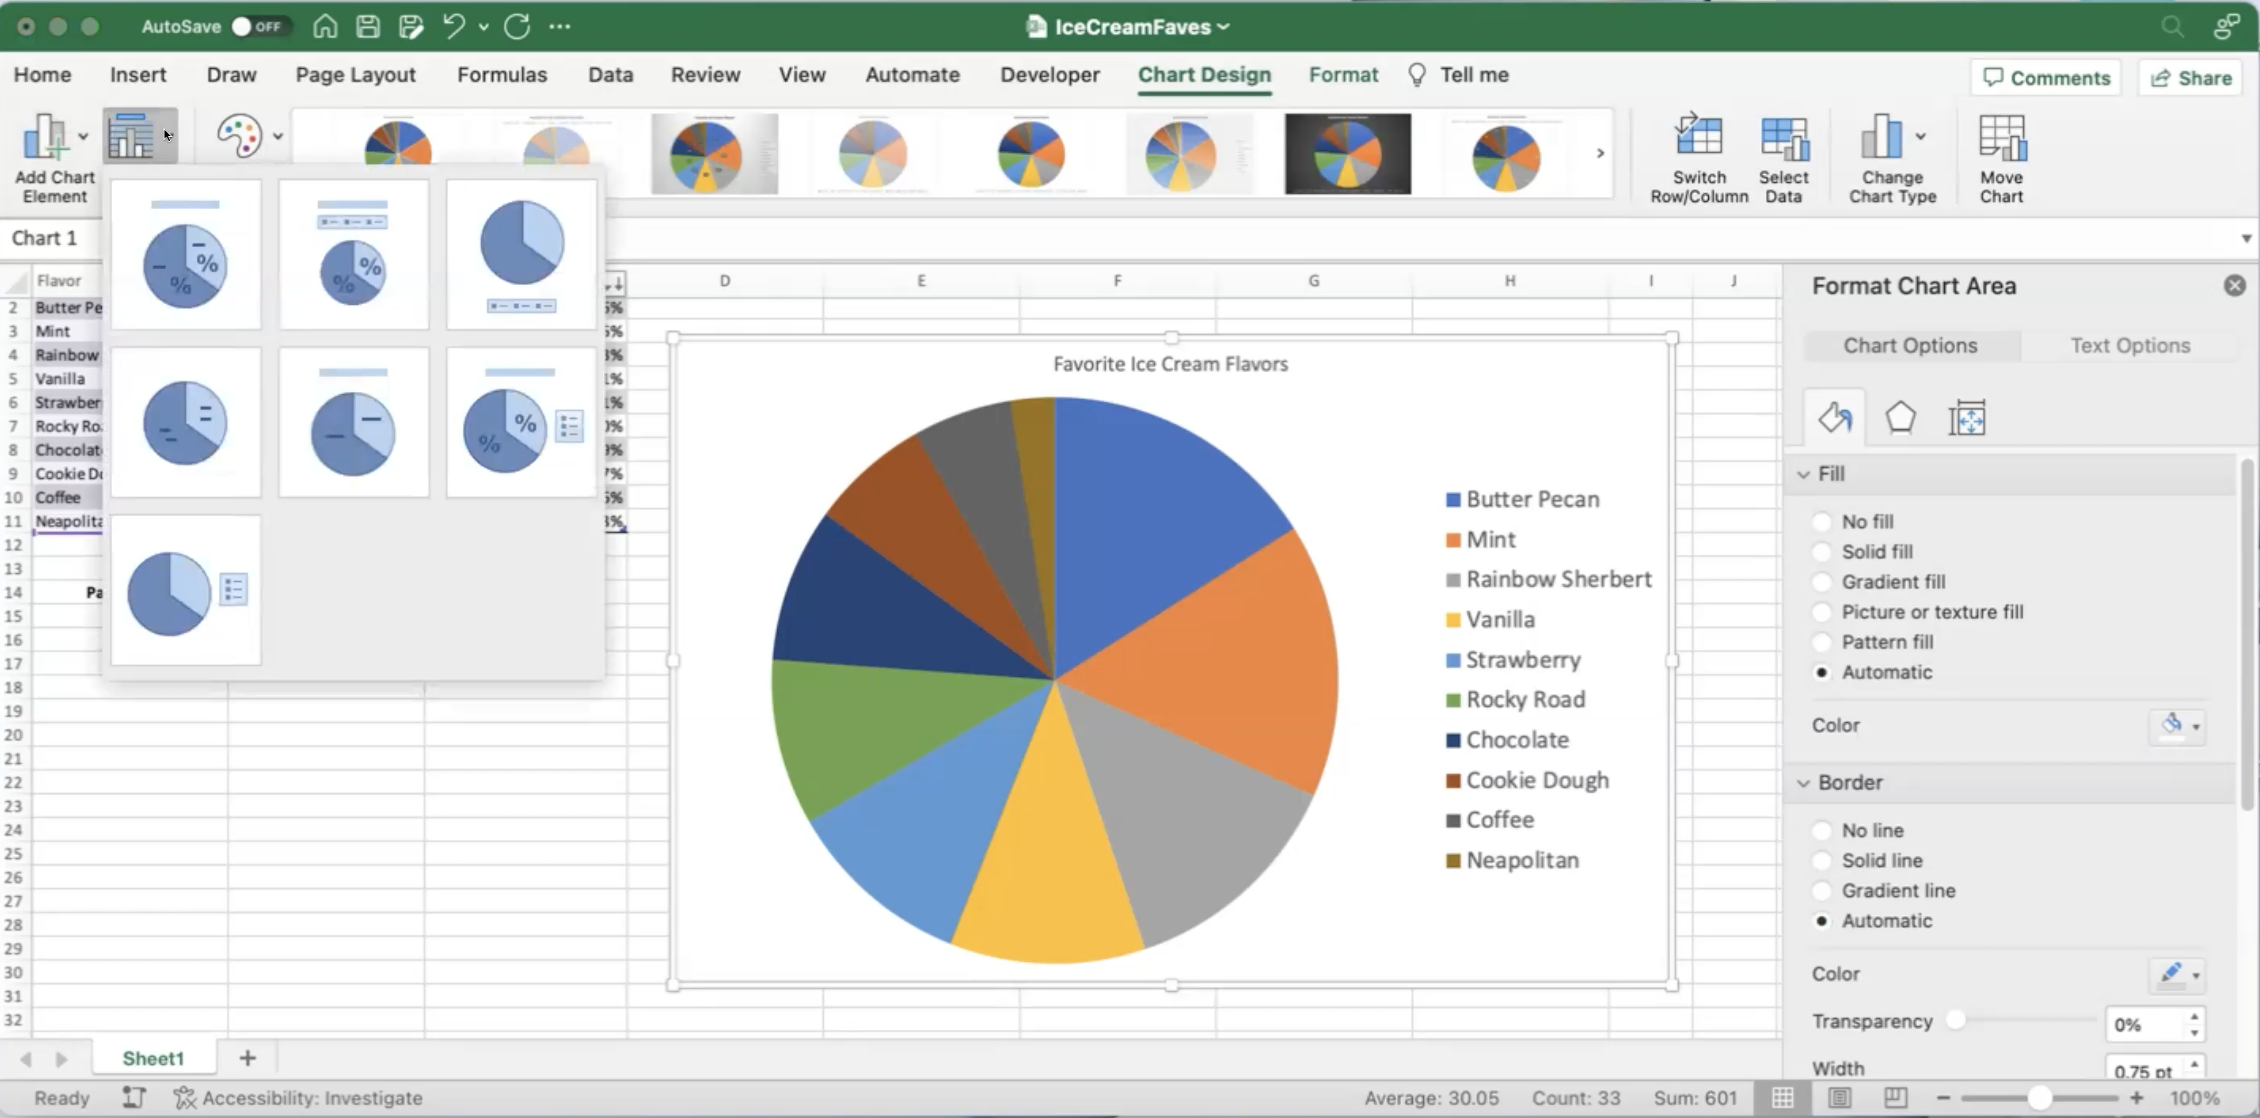 AutoSave OFF
IceCreamFaves
Home Insert Draw Page Layout Formulas Data Review View Automate Developer Chart Design Format Tell me
Comments Share
Add Chart
Element
Switch
Row/Column
Select
Data
Change
Chart Type
Move
Chart
Chart 1
Flavor D E F G H I J
2 Butter Pe
3 Mint
4 Rainbow
5 Vanilla 1%
6 Strawber 1%
7 Rocky Ro
8 Chocolat
9 Cookie D 7%
10 Coffee
11 Neapolita
12
13
14 Pa
15
16
17
18
19
20
21
22
23
24
25
26
27
28
29
30
31
32
% %
% %
% %
Favorite Ice Cream Flavors
Butter Pecan
Mint
Rainbow Sherbert
Vanilla
Strawberry
Rocky Road
Chocolate
Cookie Dough
Coffee
Neapolitan
Format Chart Area
Chart Options Text Options
Fill
No fill
Solid fill
Gradient fill
Picture or texture fill
Pattern fill
Automatic
Color
Border
No line
Solid line
Gradient line
Automatic
Color
Transparency 0%
Width 0.75 pt
Sheet1 +
Ready Accessibility: Investigate Average: 30.05 Count: 33 Sum: 601 100%